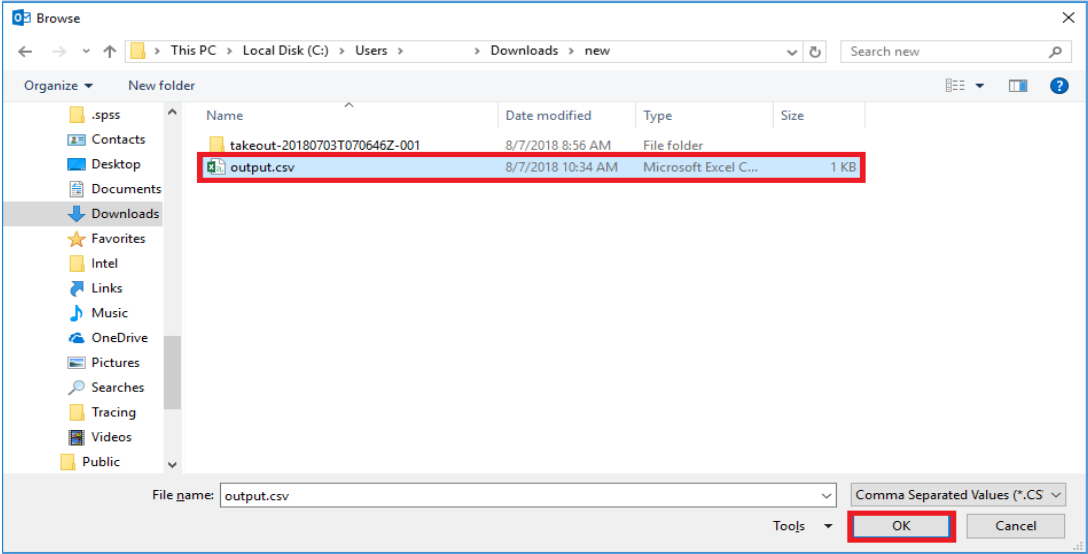 Browse
This PC > Local Disk (C:) > Users > > Downloads > new
Search new
Organize New folder
Name Date modified Type Size
takeout-20180703T070646Z-001 8/7/2018 8:56 AM File folder
output.csv 8/7/2018 10:34 AM Microsoft Excel C... 1 KB
.spss
Contacts
Desktop
Documents
Downloads
Favorites
Intel
Links
Music
OneDrive
Pictures
Searches
Tracing
Videos
Public
File name: output.csv Comma Separated Values (*.CS
Tools OK Cancel